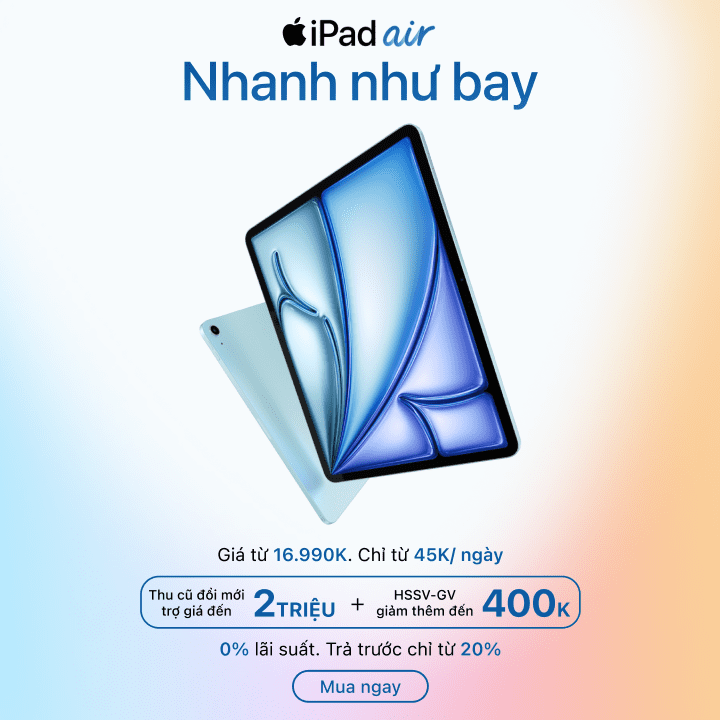 iPad air
Nhanh như bay
Giá từ 16.990K. Chỉ từ 45K/ ngày
Thu cũ đổi mới
trợ giá đến
2TRIỆU
+
HSSV-GV
giảm thêm đến
400K
0% lãi suất. Trả trước chỉ từ 20%
Mua ngay